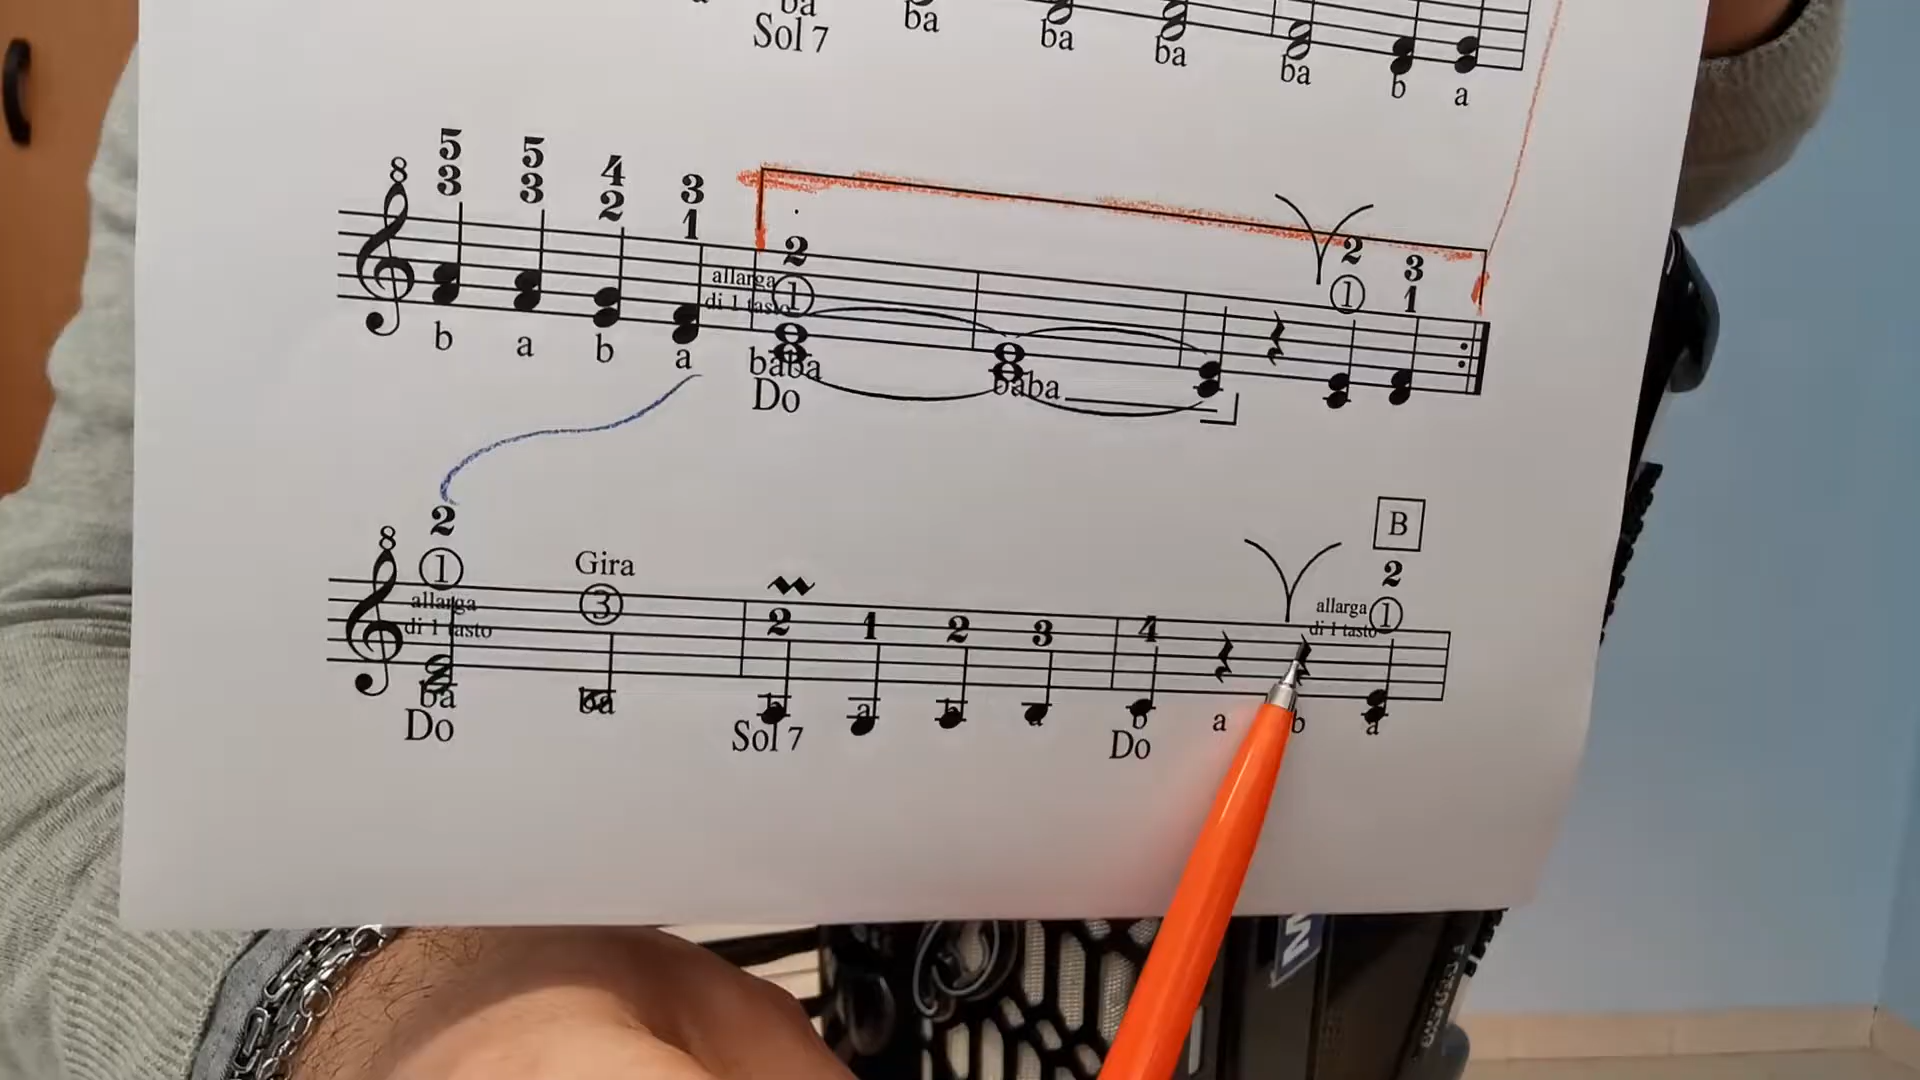 ba ba ba ba ba b a
Sol 7
8 5 5 4 3
3 3 2 1
2 2 3
allarga 1 1 1
di 1 tasto
b a b a baba baba
Do
2 B
8 1 Gira 2
allarga 3 allarga 1
di 1 tasto 2 1 2 3 4 di 1 tasto
ba ba b a b a b a b a
Do Sol 7 Do